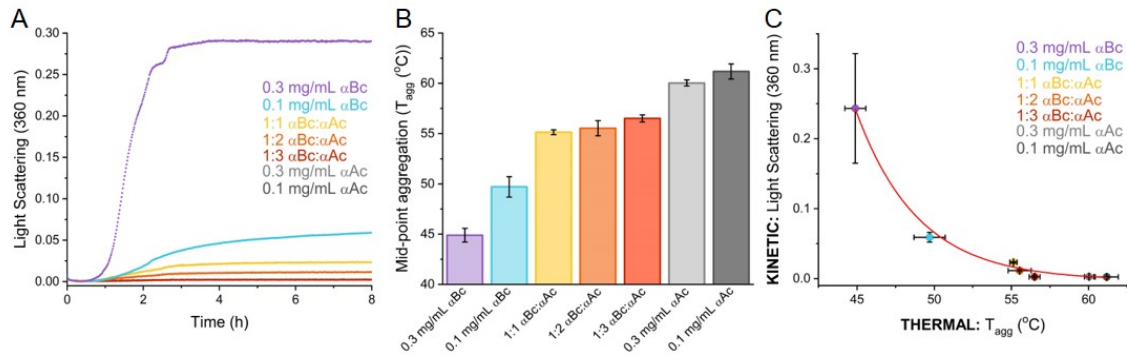 A
Light Scattering (360 nm)
0.30
0.25
0.20
0.15
0.10
0.05
0.00
0.3 mg/mL αBc
0.1 mg/mL αBc
1:1 αBc:αAc
1:2 αBc:αAc
1:3 αBc:αAc
0.3 mg/mL αAc
0.1 mg/mL αAc
0 2 4 6 8
Time (h)
B
Mid-point aggregation (Tagg (°C))
60
55
50
45
40
0.3 mg/mL αBc
0.1 mg/mL αBc
1:1 αBc:αAc
1:2 αBc:αAc
1:3 αBc:αAc
0.3 mg/mL αAc
0.1 mg/mL αAc
C
KINETIC: Light Scattering (360 nm)
0.3
0.2
0.1
0.0
0.3 mg/mL αBc
0.1 mg/mL αBc
1:1 αBc:αAc
1:2 αBc:αAc
1:3 αBc:αAc
0.3 mg/mL αAc
0.1 mg/mL αAc
45 50 55 60
THERMAL: Tagg (°C)